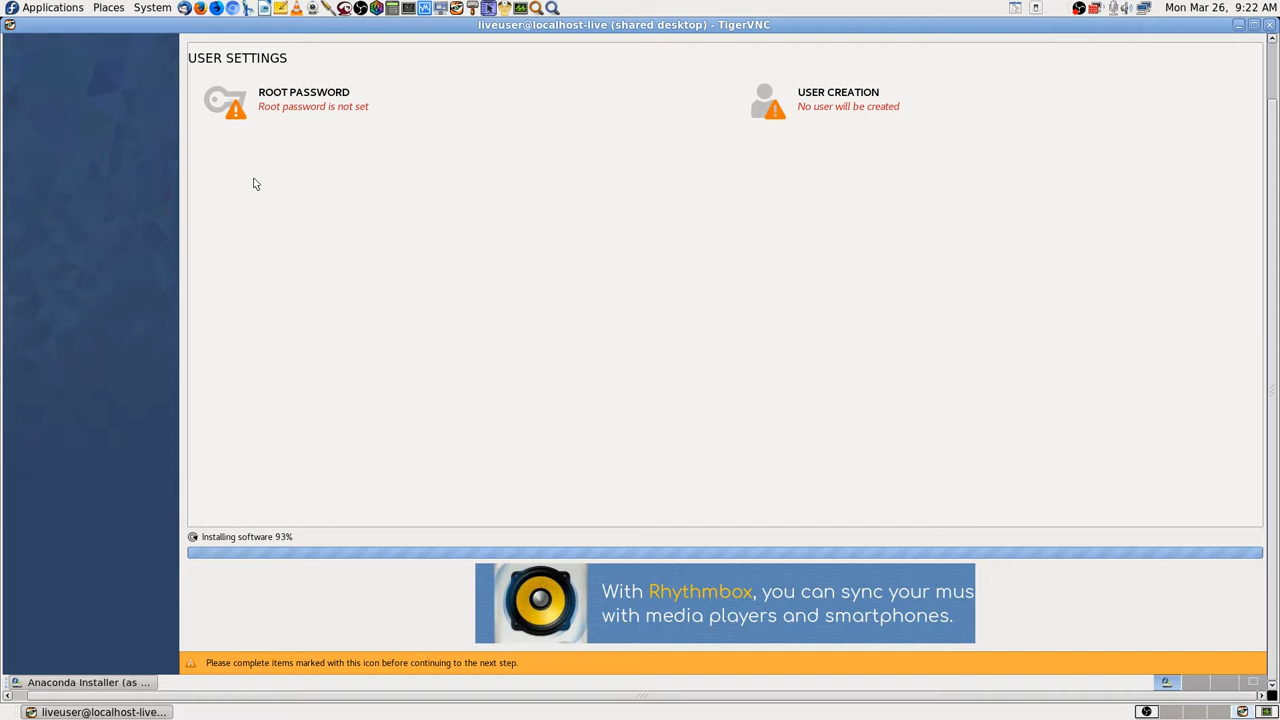 Applications Places System
Mon Mar 26, 9:22 AM
liveuser@localhost-live (shared desktop) - TigerVNC
USER SETTINGS
ROOT PASSWORD
Root password is not set
USER CREATION
No user will be created
Installing software 93%
With Rhythmbox, you can sync your mus
with media players and smartphones.
Please complete items marked with this icon before continuing to the next step.
Anaconda Installer (as ...
liveuser@localhost-live...